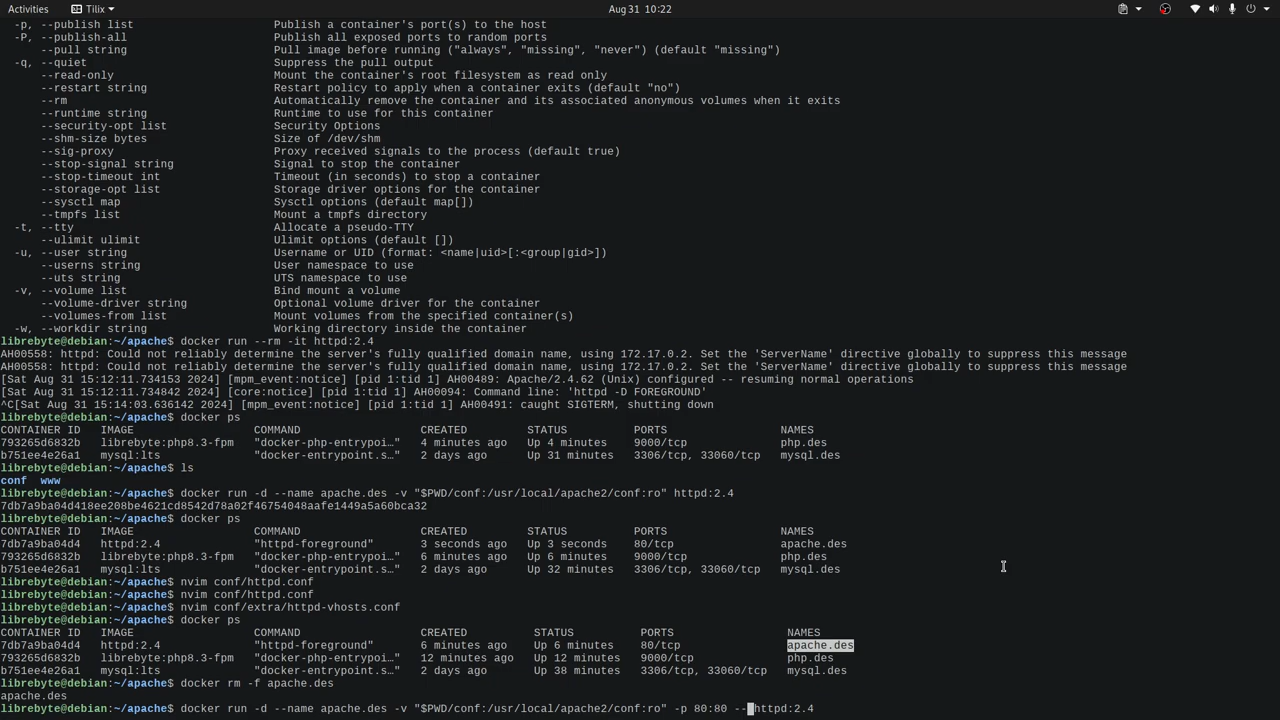 Activities Tilix Aug 31 10:22
-p, --publish list Publish a container's port(s) to the host
-P, --publish-all Publish all exposed ports to random ports
--pull string Pull image before running ("always", "missing", "never") (default "missing")
-q, --quiet Suppress the pull output
--read-only Mount the container's root filesystem as read only
--restart string Restart policy to apply when a container exits (default "no")
--rm Automatically remove the container and its associated anonymous volumes when it exits
--runtime string Runtime to use for this container
--security-opt list Security Options
--shm-size bytes Size of /dev/shm
--sig-proxy Proxy received signals to the process (default true)
--stop-signal string Signal to stop the container
--stop-timeout int Timeout (in seconds) to stop a container
--storage-opt list Storage driver options for the container
--sysctl map Sysctl options (default map[])
--tmpfs list Mount a tmpfs directory
-t, --tty Allocate a pseudo-TTY
--ulimit ulimit Ulimit options (default [])
-u, --user string Username or UID (format: <name|uid>[:<group|gid>])
--userns string User namespace to use
--uts string UTS namespace to use
-v, --volume list Bind mount a volume
--volume-driver string Optional volume driver for the container
--volumes-from list Mount volumes from the specified container(s)
-w, --workdir string Working directory inside the container
librebyte@debian:~/apache$ docker run --rm -it httpd:2.4
AH00558: httpd: Could not reliably determine the server's fully qualified domain name, using 172.17.0.2. Set the 'ServerName' directive globally to suppress this message
AH00558: httpd: Could not reliably determine the server's fully qualified domain name, using 172.17.0.2. Set the 'ServerName' directive globally to suppress this message
[Sat Aug 31 15:12:11.734153 2024] [mpm_event:notice] [pid 1:tid 1] AH00489: Apache/2.4.62 (Unix) configured -- resuming normal operations
[Sat Aug 31 15:12:11.734842 2024] [core:notice] [pid 1:tid 1] AH00094: Command line: 'httpd -D FOREGROUND'
^C[Sat Aug 31 15:14:03.636142 2024] [mpm_event:notice] [pid 1:tid 1] AH00491: caught SIGTERM, shutting down
librebyte@debian:~/apache$ docker ps
CONTAINER ID IMAGE COMMAND CREATED STATUS PORTS NAMES
793265d6832b librebyte:php8.3-fpm "docker-php-entrypoi…" 4 minutes ago Up 4 minutes 9000/tcp php.des
b751ee4e26a1 mysql:lts "docker-entrypoint.s…" 2 days ago Up 31 minutes 3306/tcp, 33060/tcp mysql.des
librebyte@debian:~/apache$ ls
conf www
librebyte@debian:~/apache$ docker run -d --name apache.des -v "$PWD/conf:/usr/local/apache2/conf:ro" httpd:2.4
7db7a9ba04d418ee208be4621cd8542d78a02f46754048aafe1449a5a60bca32
librebyte@debian:~/apache$ docker ps
CONTAINER ID IMAGE COMMAND CREATED STATUS PORTS NAMES
7db7a9ba04d4 httpd:2.4 "httpd-foreground" 3 seconds ago Up 3 seconds 80/tcp apache.des
793265d6832b librebyte:php8.3-fpm "docker-php-entrypoi…" 6 minutes ago Up 6 minutes 9000/tcp php.des
b751ee4e26a1 mysql:lts "docker-entrypoint.s…" 2 days ago Up 32 minutes 3306/tcp, 33060/tcp mysql.des
librebyte@debian:~/apache$ nvim conf/httpd.conf
librebyte@debian:~/apache$ nvim conf/httpd.conf
librebyte@debian:~/apache$ nvim conf/extra/httpd-vhosts.conf
librebyte@debian:~/apache$ docker ps
CONTAINER ID IMAGE COMMAND CREATED STATUS PORTS NAMES
7db7a9ba04d4 httpd:2.4 "httpd-foreground" 6 minutes ago Up 6 minutes 80/tcp apache.des
793265d6832b librebyte:php8.3-fpm "docker-php-entrypoi…" 12 minutes ago Up 12 minutes 9000/tcp php.des
b751ee4e26a1 mysql:lts "docker-entrypoint.s…" 2 days ago Up 38 minutes 3306/tcp, 33060/tcp mysql.des
librebyte@debian:~/apache$ docker rm -f apache.des
apache.des
librebyte@debian:~/apache$ docker run -d --name apache.des -v "$PWD/conf:/usr/local/apache2/conf:ro" -p 80:80 -- httpd:2.4